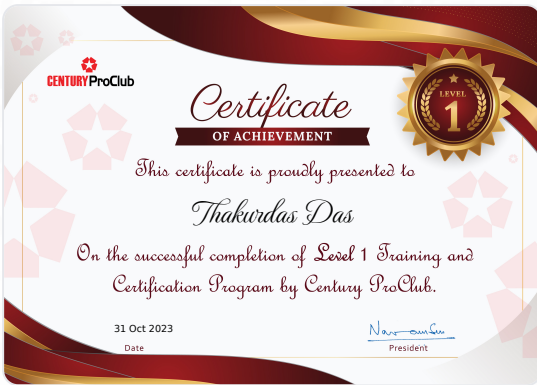 CENTURY ProClub
Certificate
OF ACHIEVEMENT
LEVEL
1
This certificate is proudly presented to
Thakurdas Das
On the successful completion of Level 1 Training and
Certification Program by Century ProClub.
31 Oct 2023
Date
President